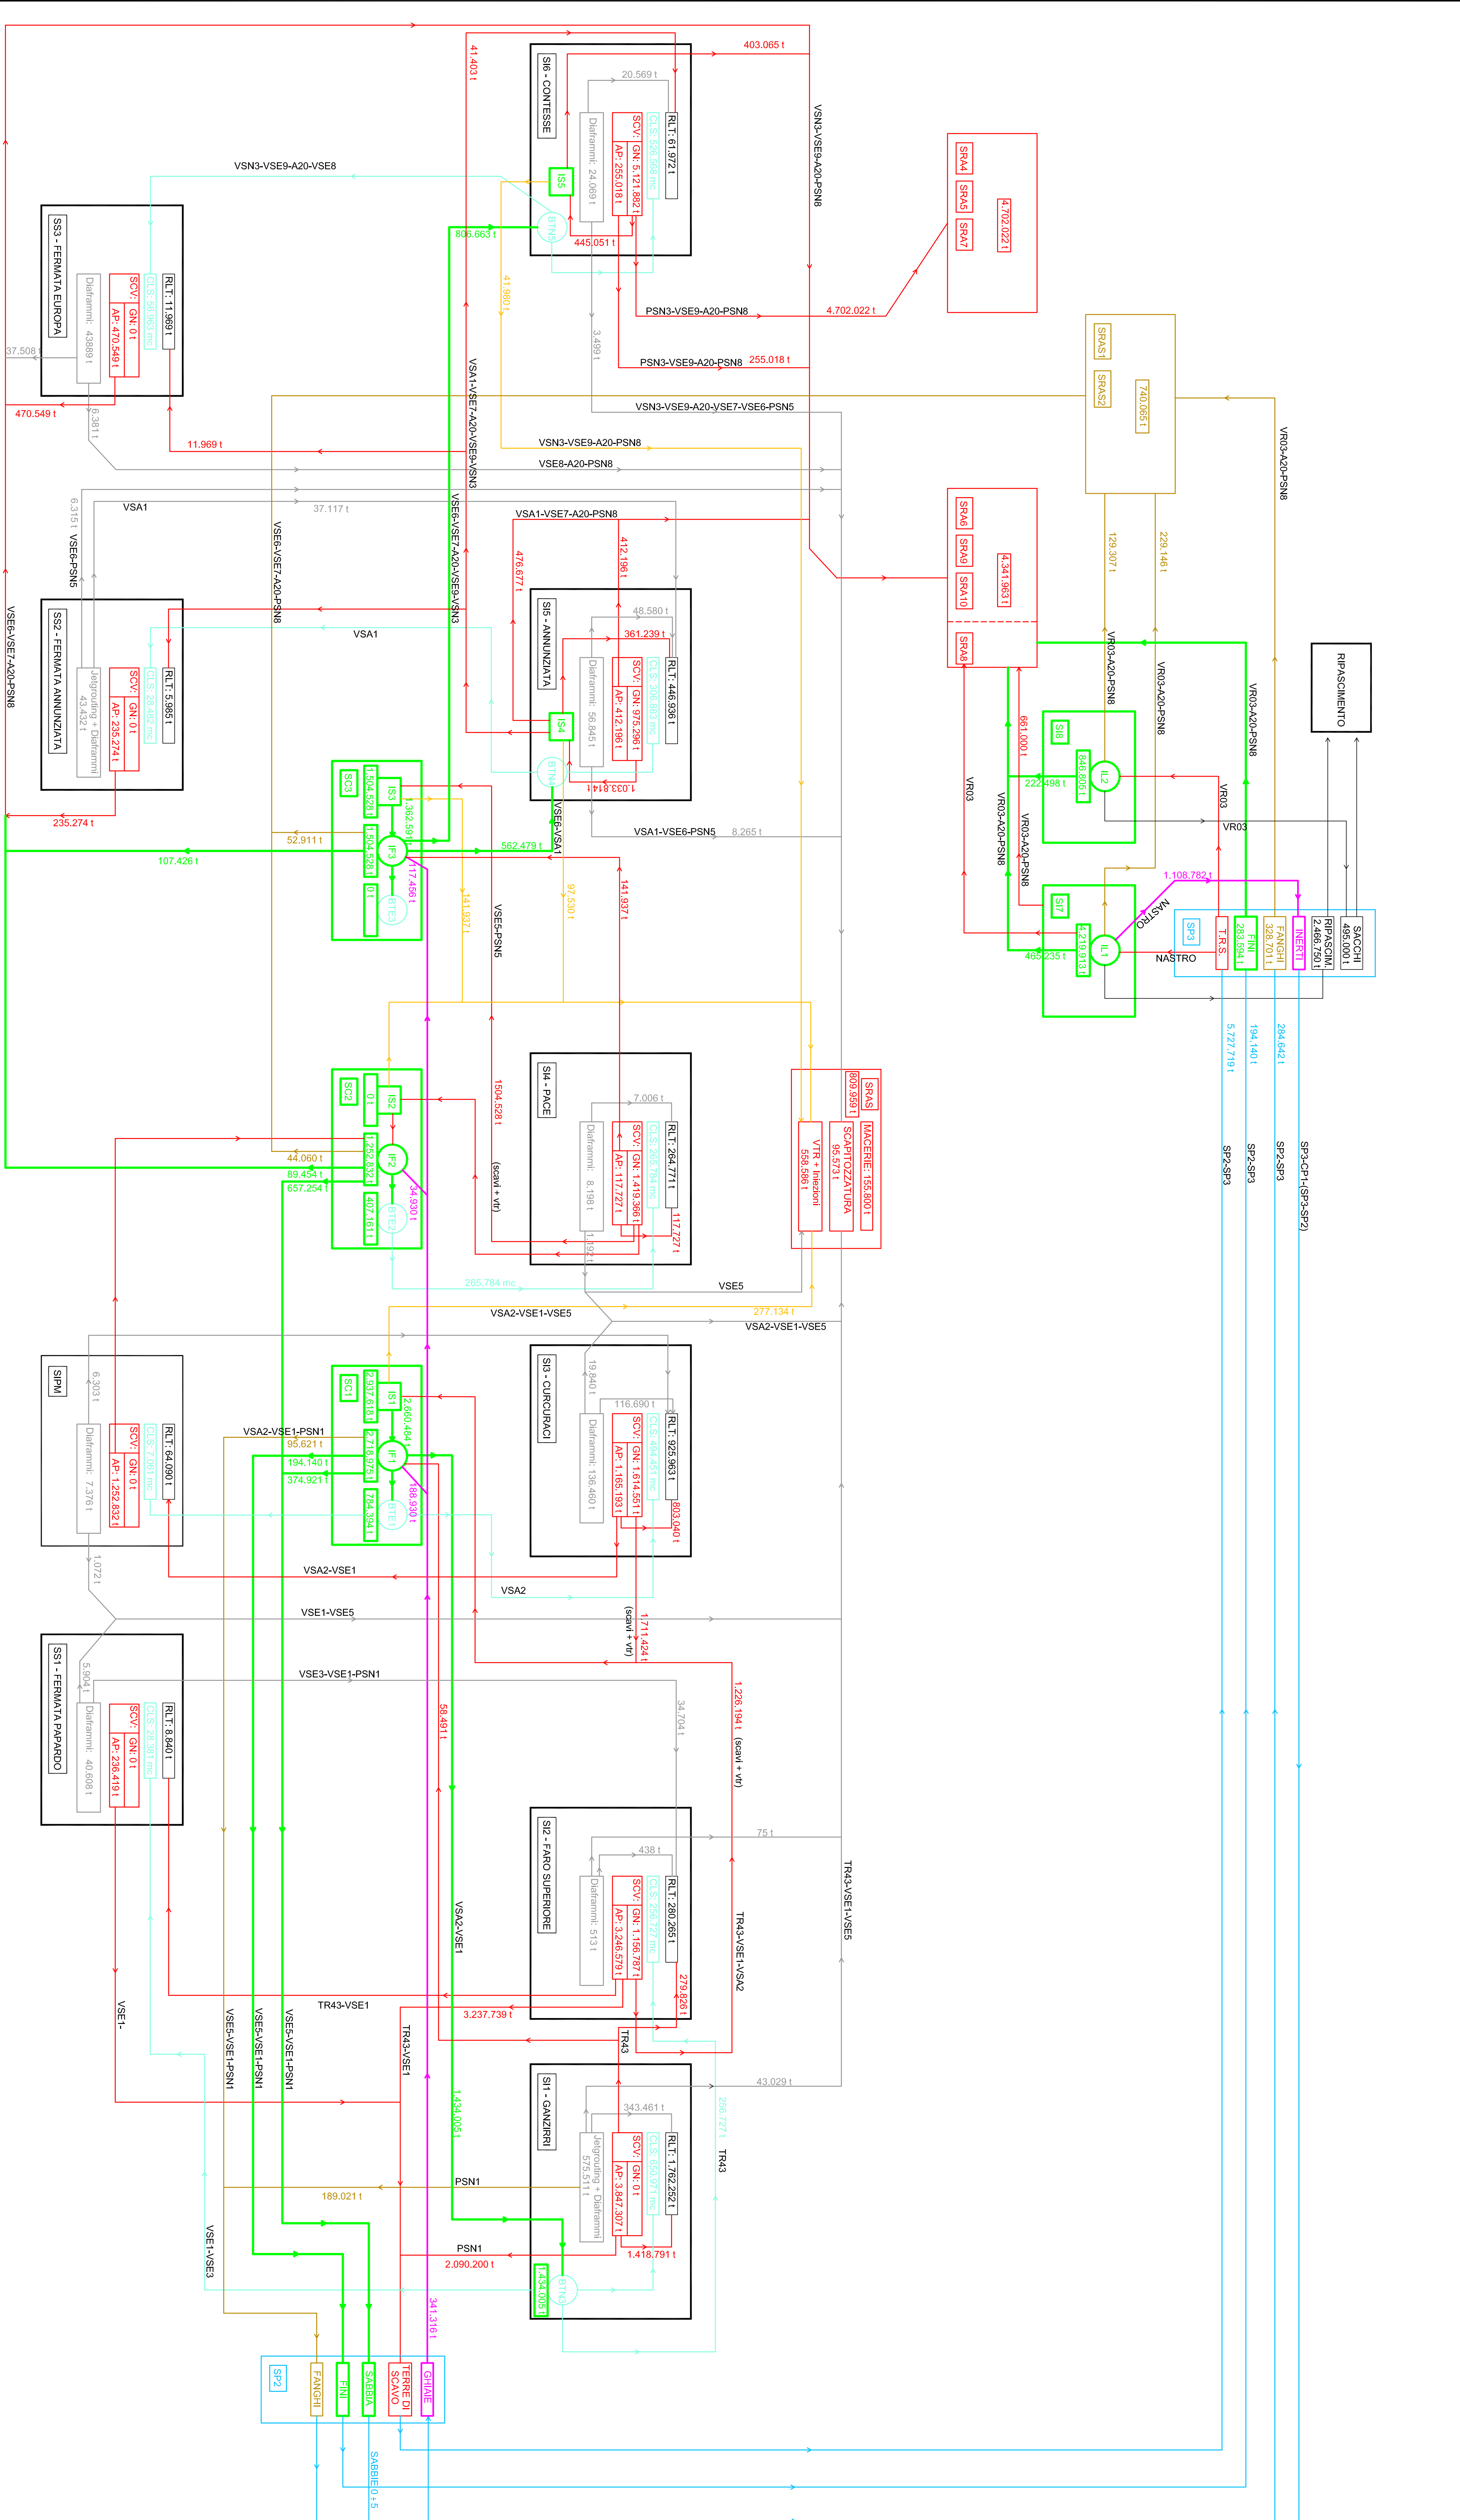 SI6 - CONTESSE
RLT: 61.972 t
CLS: 526.968 mc
SCV:
GN: 5.121.882 t
AP: 255.018 t
Diaframmi: 24.069 t
20.569 t
IS5
BTN5
445.051 t
806.663 t
403.065 t
41.403 t
41.980 t
3.499 t
VSN3-VSE9-A20-PSN8
PSN3-VSE9-A20-PSN8
4.702.022 t
PSN3-VSE9-A20-PSN8
255.018 t
VSN3-VSE9-A20-VSE7-VSE6-PSN5
VSN3-VSE9-A20-PSN8
VSE8-A20-PSN8
VSN3-VSE9-A20-VSE8
SRA4
SRA5
SRA7
4.702.022 t
SRAS1
SRAS2
740.065 t
VR03-A20-PSN8
SRA6
SRA9
SRA10
SRA8
4.341.963 t
129.307 t
229.146 t
VR03-A20-PSN8
VR03-A20-PSN8
VR03-A20-PSN8
RIPASCIMENTO
SS3 - FERMATA EUROPA
RLT: 11.969 t
CLS: 56.963 mc
SCV:
GN: 0 t
AP: 470.549 t
Diaframmi: 43889 t
37.508 t
6.381 t
470.549 t
11.969 t
VSA1-VSE7-A20-VSE9-VSN3
VSE6-VSE7-A20-VSE9-VSN3
VSE6-VSE7-A20-PSN8
VSE6-VSE7-A20-PSN8
6.315 t
VSE6-PSN5
VSA1
37.117 t
SS2 - FERMATA ANNUNZIATA
RLT: 5.985 t
CLS: 28.482 mc
SCV:
GN: 0 t
AP: 235.274 t
Jetgrouting + Diaframmi
43.432 t
235.274 t
VSA1
SI5 - ANNUNZIATA
RLT: 446.936 t
CLS: 306.883 mc
SCV:
GN: 975.296 t
AP: 412.196 t
Diaframmi: 56.845 t
48.580 t
361.239 t
412.196 t
476.677 t
VSA1-VSE7-A20-PSN8
IS4
BTN4
1.033.814 t
VSE6-VSA1
562.479 t
VSA1-VSE6-PSN5
8.265 t
97.530 t
SC3
1.504.528 t
IS3
1.362.591 t
IF3
1.504.528 t
BTE3
0 t
117.456 t
52.911 t
107.426 t
141.937 t
141.937 t
VSE5-PSN5
1504.528 t
(scavi + vtr)
661.000 t
222.498 t
SI8
IL2
846.805 t
VR03
VR03
VR03
VR03-A20-PSN8
VR03-A20-PSN8
SI7
IL1
4.219.913 t
465.235 t
1.108.782 t
NASTRO
NASTRO
SP3
T.R.S.
FINI
283.594 t
FANGHI
328.701 t
INERTI
RIPASCIM.
2.466.750 t
SACCHI
495.000 t
5.727.719 t
194.140 t
284.642 t
SP2-SP3
SP2-SP3
SP2-SP3
SP3-CP1-(SP3-SP2)
SRAS
809.959 t
MACERIE: 155.800 t
SCAPITOZZATURA
95.573 t
VTR + Iniezioni
558.586 t
SI4 - PACE
RLT: 264.771 t
CLS: 265.784 mc
SCV:
GN: 1.419.366 t
AP: 117.727 t
Diaframmi: 8.198 t
7.006 t
117.727 t
1.192 t
SC2
0 t
IS2
IF2
1.252.832 t
BTE2
407.161 t
34.930 t
44.060 t
89.454 t
657.254 t
265.784 mc
VSE5
277.134 t
VSA2-VSE1-VSE5
VSA2-VSE1-VSE5
SI3 - CURCURACI
RLT: 925.963 t
CLS: 494.451 mc
SCV:
GN: 1.614.551 t
AP: 1.165.193 t
Diaframmi: 136.460 t
19.840 t
116.690 t
803.040 t
SC1
2.937.618 t
IS1
2.660.484 t
IF1
2.718.975 t
BTE1
784.394 t
188.930 t
VSA2-VSE1-PSN1
95.621 t
194.140 t
374.921 t
SIPM
RLT: 64.090 t
CLS: 7.061 mc
SCV:
GN: 0 t
AP: 1.252.832 t
Diaframmi: 7.376 t
6.303 t
1.072 t
VSA2-VSE1
VSA2
VSE1-VSE5
1.711.424 t
(scavi + vtr)
SS1 - FERMATA PAPARDO
RLT: 8.840 t
CLS: 28.381 mc
SCV:
GN: 0 t
AP: 236.419 t
Diaframmi: 40.608 t
5.904 t
VSE3-VSE1-PSN1
34.704 t
58.491 t
1.226.194 t (scavi + vtr)
TR43-VSE1-VSA2
TR43-VSE1-VSE5
SI2 - FARO SUPERIORE
RLT: 280.265 t
CLS: 256.727 mc
SCV:
GN: 1.156.787 t
AP: 3.246.579 t
Diaframmi: 513 t
75 t
438 t
279.826 t
TR43-VSE1
3.237.739 t
TR43
TR43-VSE1
VSA2-VSE1
1.434.005 t
VSE1-
VSE5-VSE1-PSN1
VSE5-VSE1-PSN1
VSE5-VSE1-PSN1
SI1 - GANZIRRI
RLT: 1.762.252 t
CLS: 650.971 mc
SCV:
GN: 0 t
AP: 3.847.307 t
Jetgrouting + Diaframmi
575.511 t
43.029 t
343.461 t
256.727 t
TR43
PSN1
189.021 t
PSN1
2.090.200 t
1.418.791 t
BTN3
1.434.005 t
VSE1-VSE3
341.316 t
SP2
FANGHI
FINI
SABBIA
TERRE DI
SCAVO
GHIAIE
SABBIE 0 ÷ 5